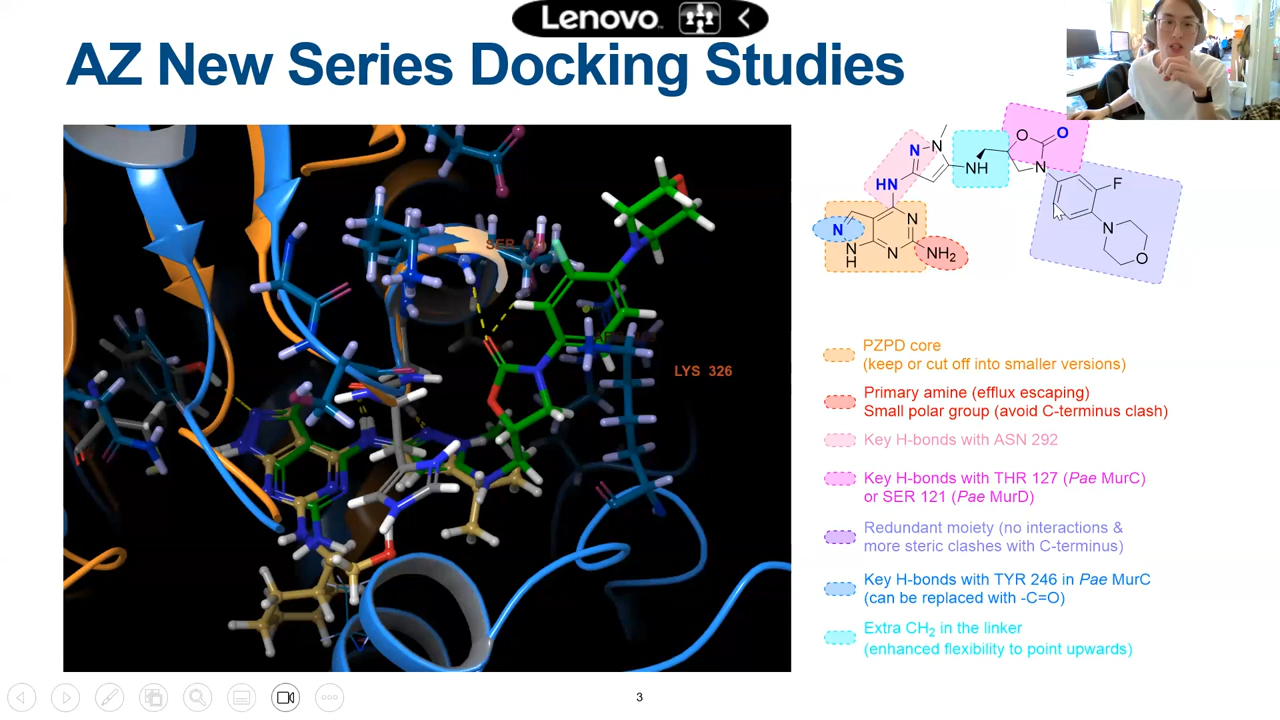 Lenovo
AZ New Series Docking Studies
LYS 326
O
O
N
N
N
NH
HN
N
F
N
N
N
H
N
NH2
N
O
PZPD core
(keep or cut off into smaller versions)
Primary amine (efflux escaping)
Small polar group (avoid C-terminus clash)
Key H-bonds with ASN 292
Key H-bonds with THR 127 (Pae MurC)
or SER 121 (Pae MurD)
Redundant moiety (no interactions &
more steric clashes with C-terminus)
Key H-bonds with TYR 246 in Pae MurC
(can be replaced with -C=O)
Extra CH2 in the linker
(enhanced flexibility to point upwards)
3